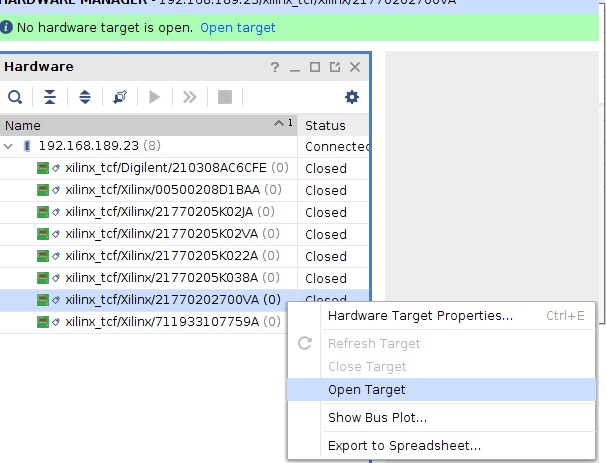 HARDWARE MANAGER - 192.168.189.23/xilinx_tcf/Xilinx/21770202700VA
No hardware target is open. Open target
Hardware
Name 1 Status
192.168.189.23 (8) Connected
xilinx_tcf/Digilent/210308AC6CFE (0) Closed
xilinx_tcf/Xilinx/00500208D1BAA (0) Closed
xilinx_tcf/Xilinx/21770205K02JA (0) Closed
xilinx_tcf/Xilinx/21770205K02VA (0) Closed
xilinx_tcf/Xilinx/21770205K022A (0) Closed
xilinx_tcf/Xilinx/21770205K038A (0) Closed
xilinx_tcf/Xilinx/21770202700VA (0) Closed
xilinx_tcf/Xilinx/711933107759A (0)
Hardware Target Properties... Ctrl+E
Refresh Target
Close Target
Open Target
Show Bus Plot...
Export to Spreadsheet...